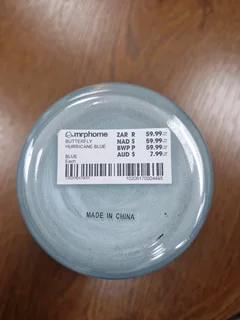 mrphome
BUTTERFLY
HURRICANE BLUE
BLUE
Each
ZAR R 59.99
NAD $ 59.99
BWP P 59.99
AUD $ 7.99
MADE IN CHINA